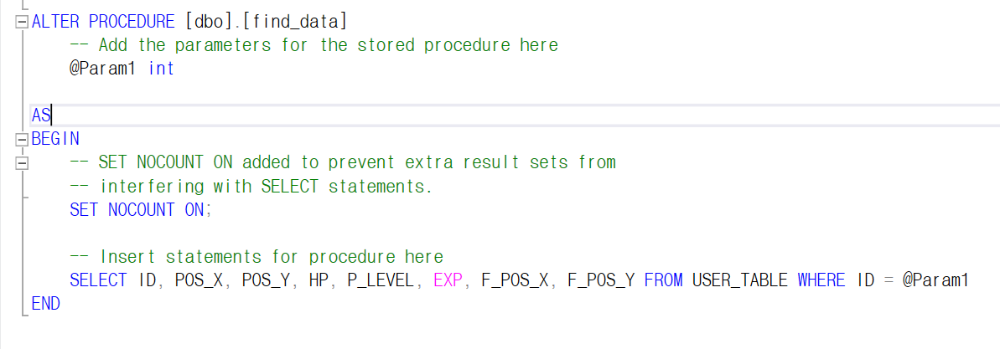 ALTER PROCEDURE [dbo].[find_data]
-- Add the parameters for the stored procedure here
@Param1 int
AS
BEGIN
-- SET NOCOUNT ON added to prevent extra result sets from
-- interfering with SELECT statements.
SET NOCOUNT ON;
-- Insert statements for procedure here
SELECT ID, POS_X, POS_Y, HP, P_LEVEL, EXP, F_POS_X, F_POS_Y FROM USER_TABLE WHERE ID = @Param1
END